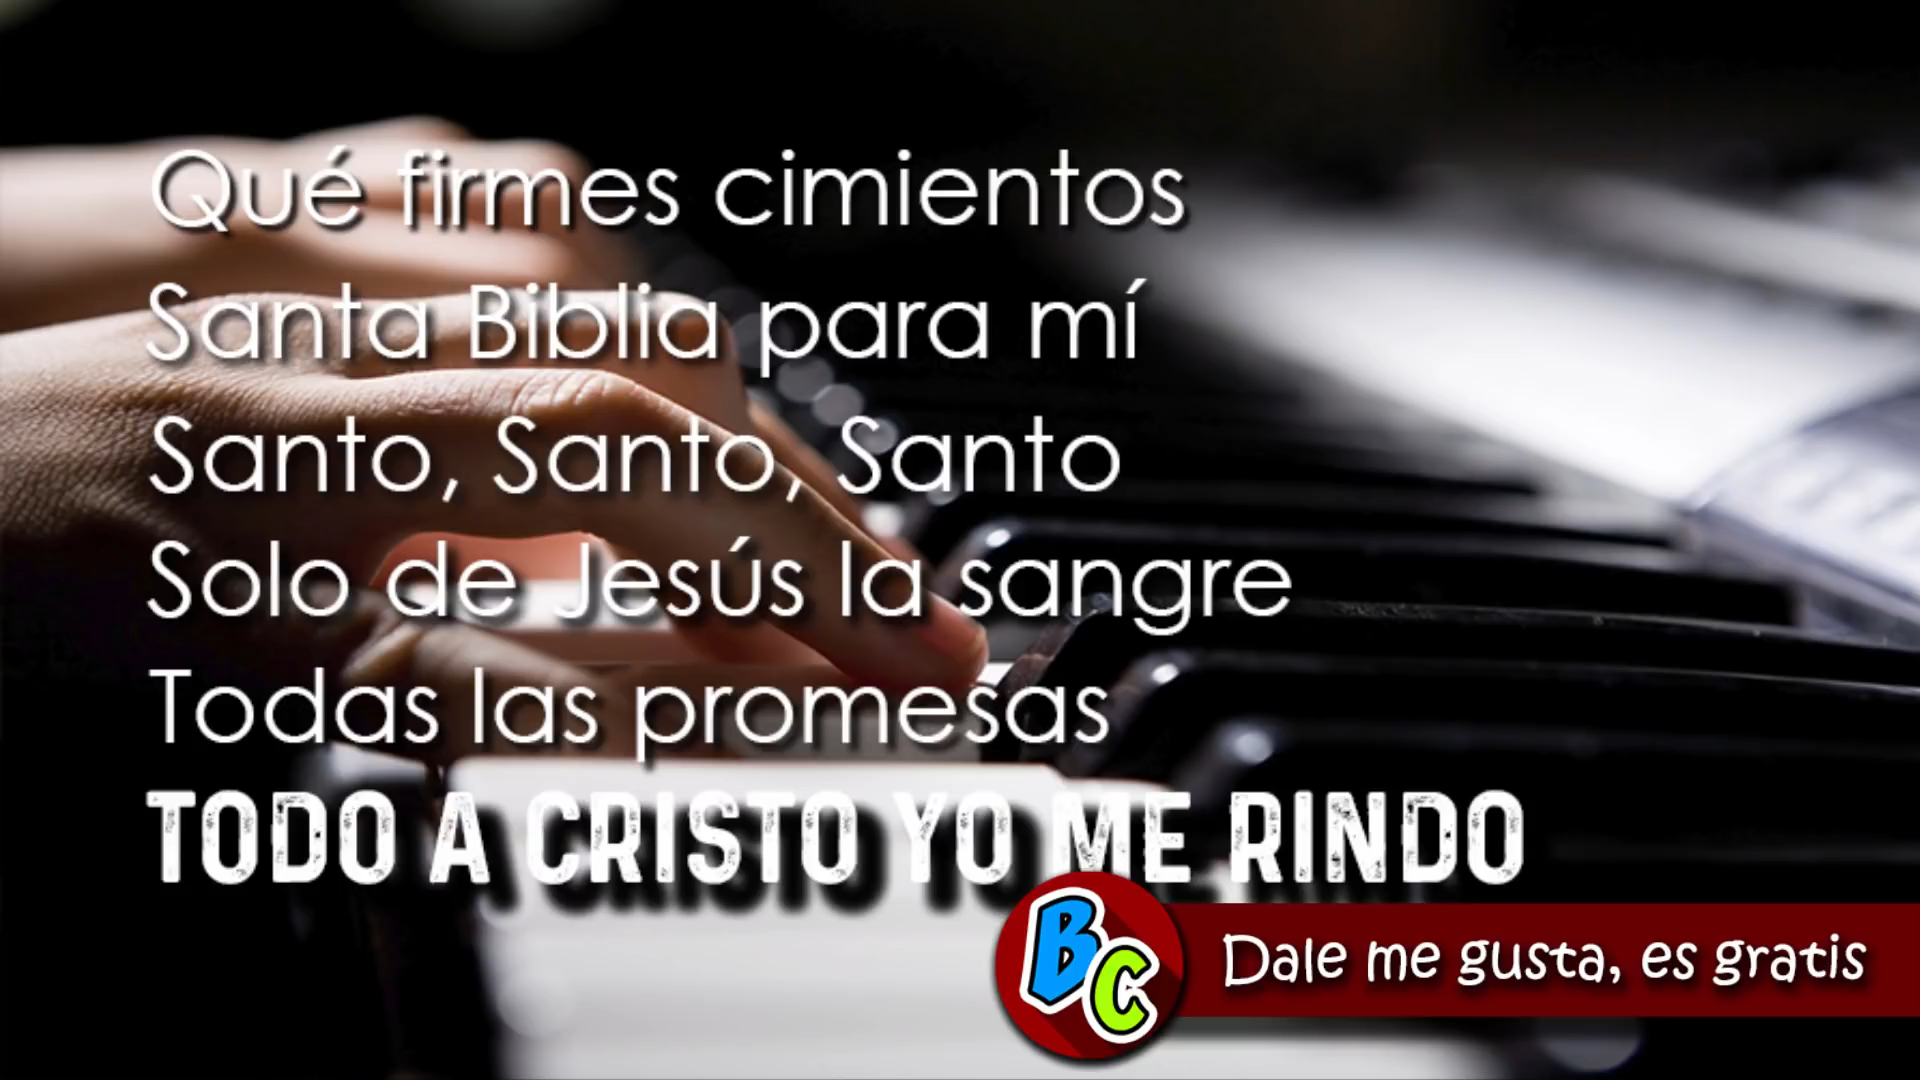 Qué firmes cimientos
Santa Biblia para mí
Santo, Santo, Santo
Solo de Jesús la sangre
Todas las promesas
TODO A CRISTO YO ME RINDO
BC
Dale me gusta, es gratis